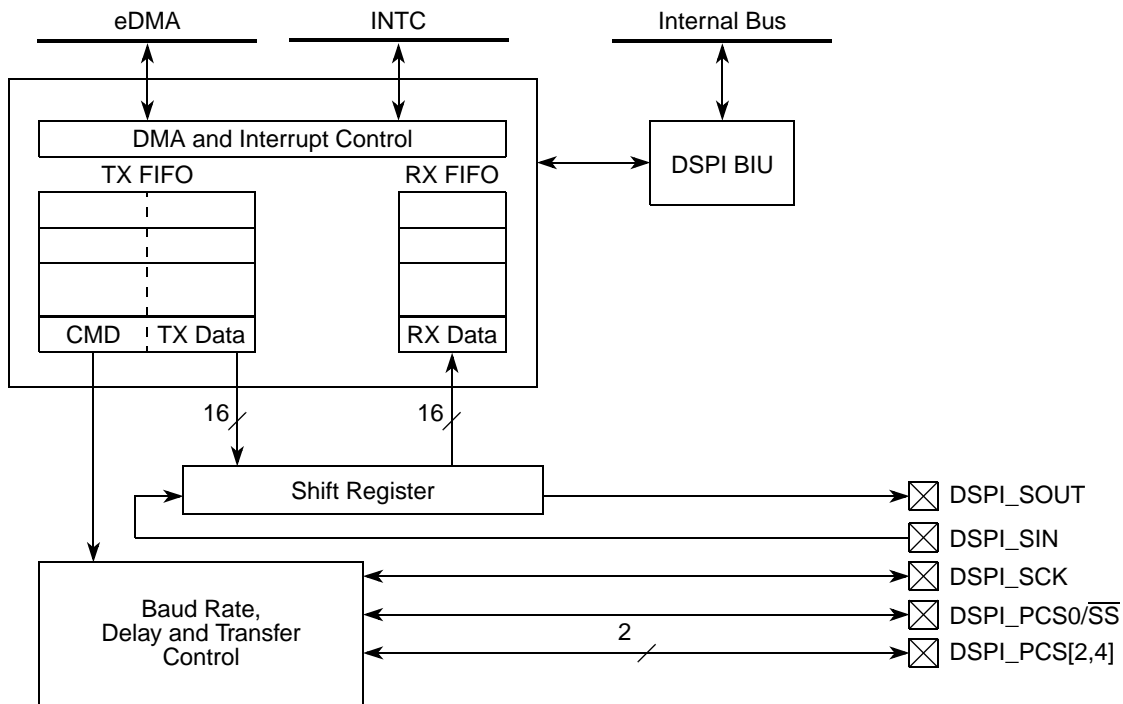 eDMA
INTC
Internal Bus
DMA and Interrupt Control
DSPI BIU
TX FIFO
RX FIFO
CMD
TX Data
RX Data
16
16
Shift Register
DSPI_SOUT
DSPI_SIN
DSPI_SCK
DSPI_PCS0/S̅S̅
DSPI_PCS[2,4]
2
Baud Rate,
Delay and Transfer
Control